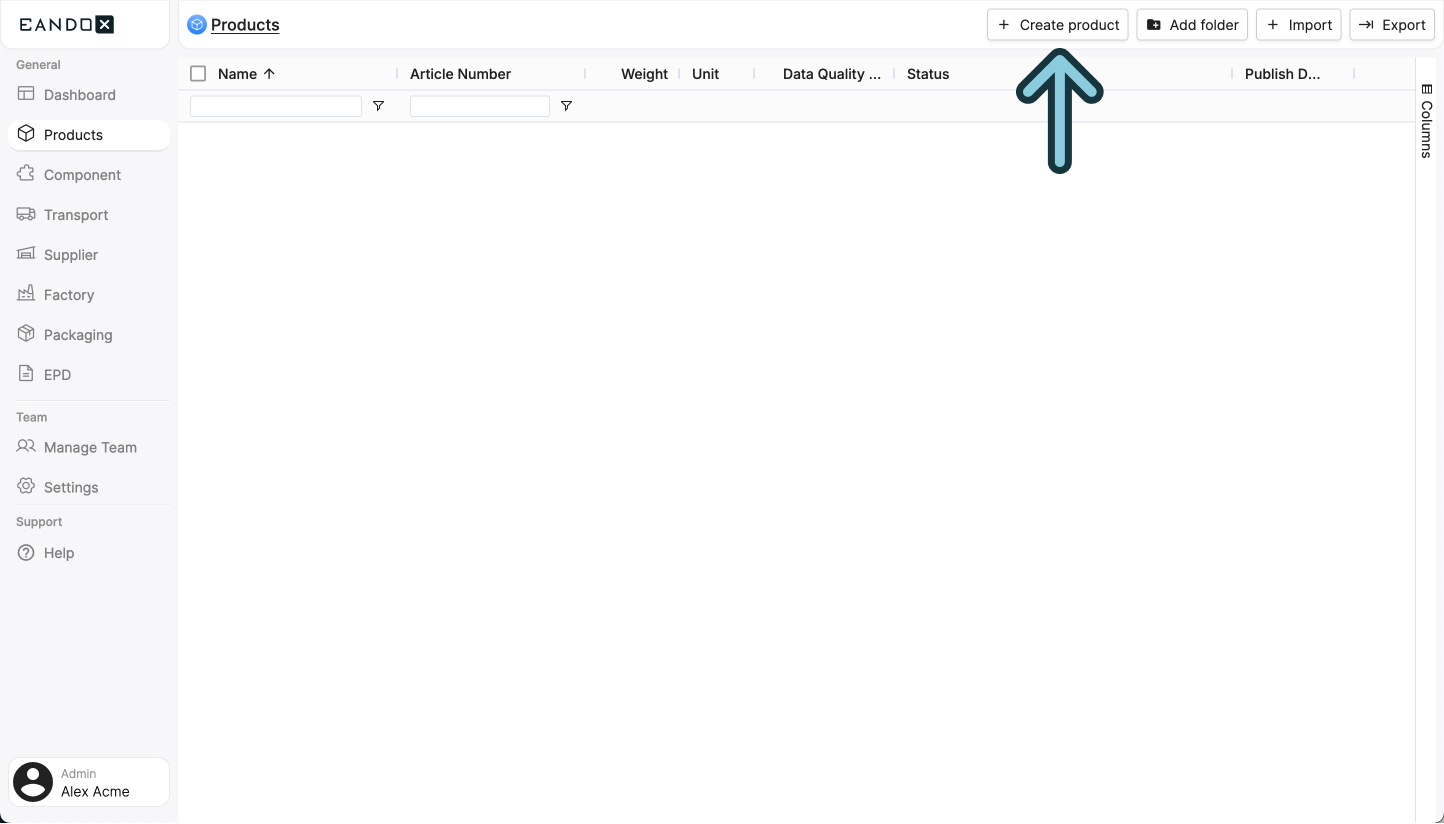 EANDOX
Products
Create product
Add folder
Import
Export
General
Dashboard
Products
Component
Transport
Supplier
Factory
Packaging
EPD
Team
Manage Team
Settings
Support
Help
Admin
Alex Acme
Name
Article Number
Weight
Unit
Data Quality ...
Status
Publish D...
Columns